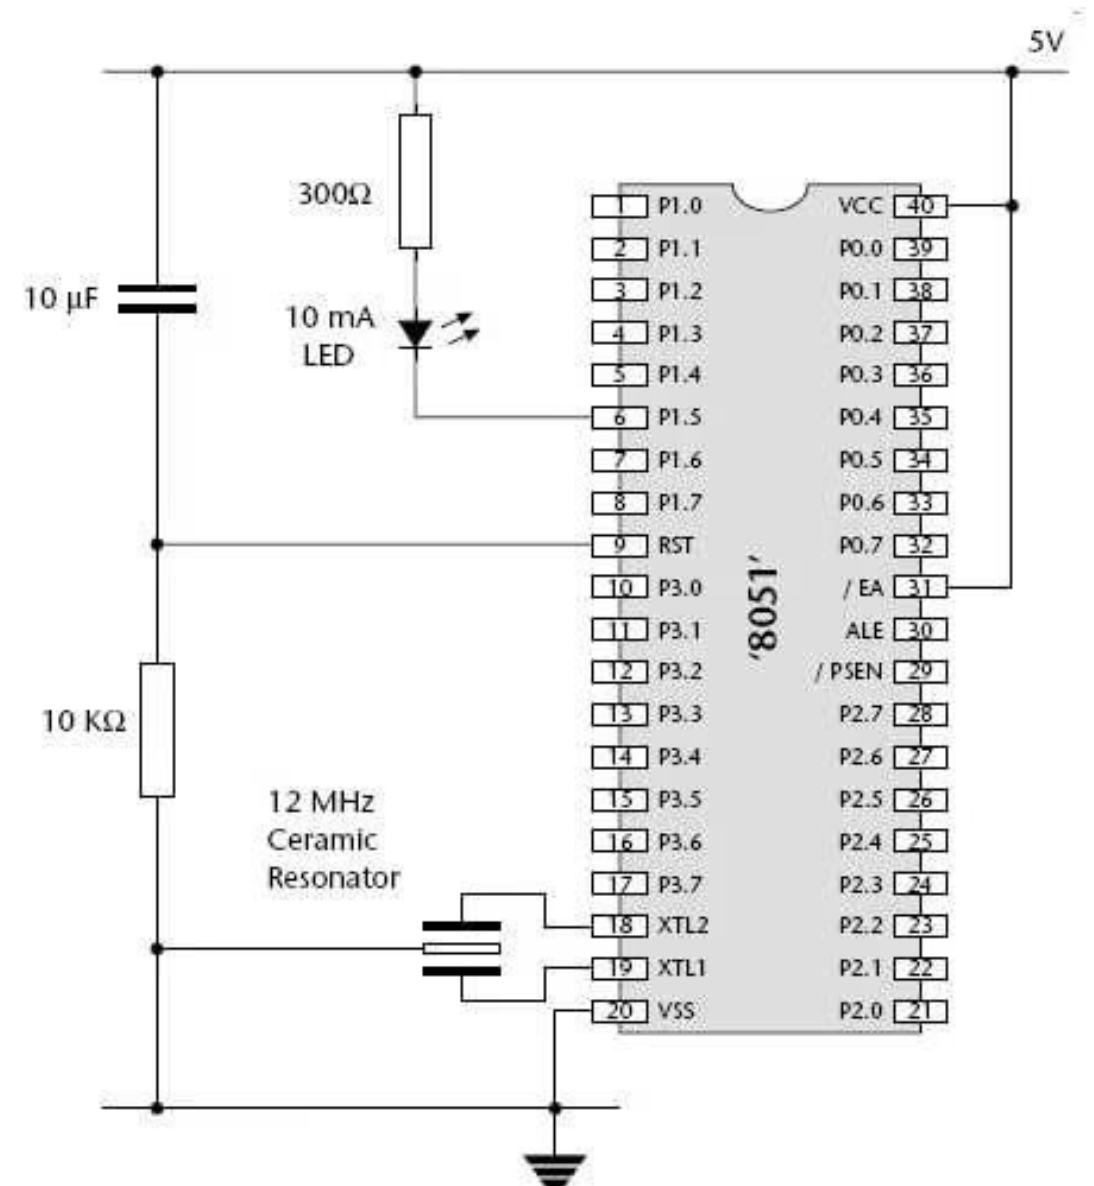 5V
300Ω
10 µF
10 mA
LED
1 P1.0 VCC 40
2 P1.1 P0.0 39
3 P1.2 P0.1 38
4 P1.3 P0.2 37
5 P1.4 P0.3 36
6 P1.5 P0.4 35
7 P1.6 P0.5 34
8 P1.7 P0.6 33
9 RST P0.7 32
10 P3.0 / EA 31
11 P3.1 ALE 30
12 P3.2 / PSEN 29
13 P3.3 P2.7 28
14 P3.4 P2.6 27
15 P3.5 P2.5 26
16 P3.6 P2.4 25
17 P3.7 P2.3 24
18 XTL2 P2.2 23
19 XTL1 P2.1 22
20 VSS P2.0 21
‘8051’
10 KΩ
12 MHz
Ceramic
Resonator